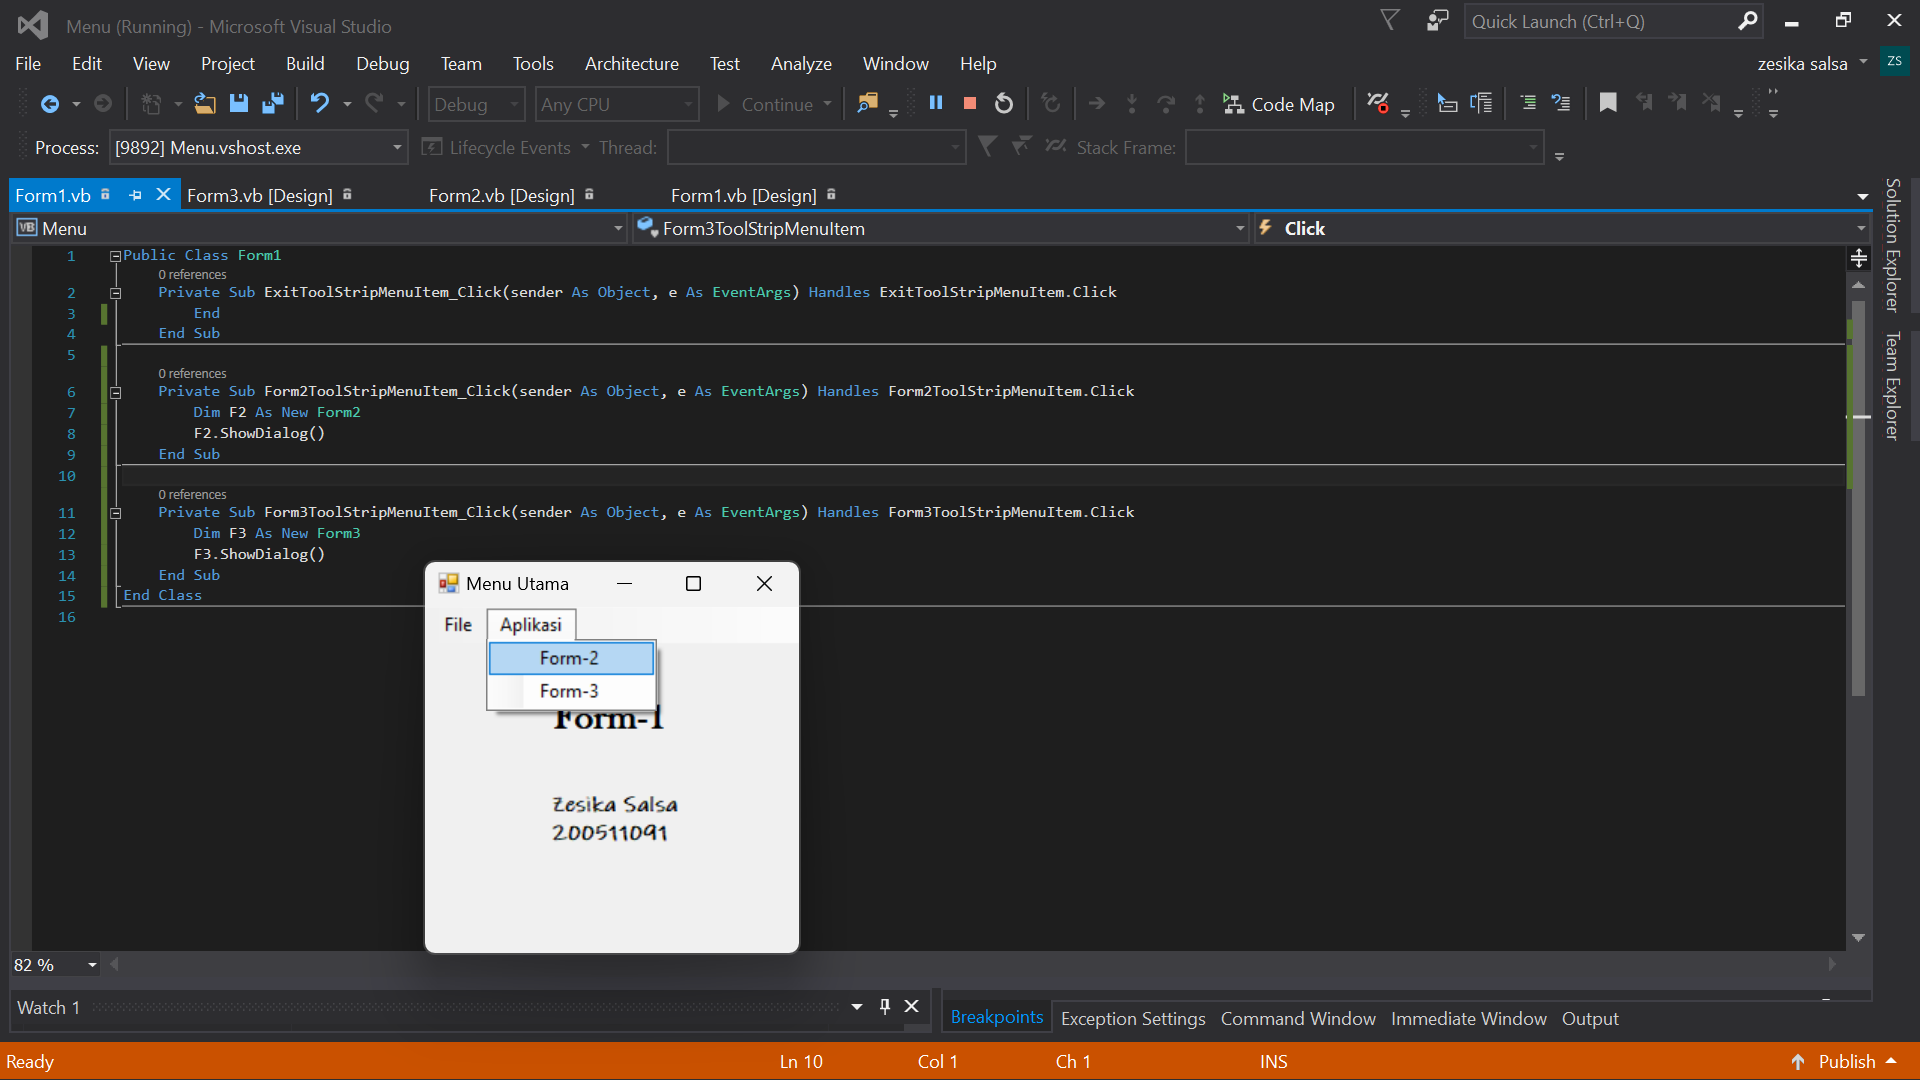 Menu (Running) - Microsoft Visual Studio
Quick Launch (Ctrl+Q)
File Edit View Project Build Debug Team Tools Architecture Test Analyze Window Help
zesika salsa ZS
Debug Any CPU Continue Code Map
Process: [9892] Menu.vshost.exe Lifecycle Events Thread: Stack Frame:
Form1.vb Form3.vb [Design] Form2.vb [Design] Form1.vb [Design]
VB Menu Form3ToolStripMenuItem Click
1 Public Class Form1
0 references
2 Private Sub ExitToolStripMenuItem_Click(sender As Object, e As EventArgs) Handles ExitToolStripMenuItem.Click
3 End
4 End Sub
5
0 references
6 Private Sub Form2ToolStripMenuItem_Click(sender As Object, e As EventArgs) Handles Form2ToolStripMenuItem.Click
7 Dim F2 As New Form2
8 F2.ShowDialog()
9 End Sub
10
0 references
11 Private Sub Form3ToolStripMenuItem_Click(sender As Object, e As EventArgs) Handles Form3ToolStripMenuItem.Click
12 Dim F3 As New Form3
13 F3.ShowDialog()
14 End Sub
15 End Class
16
Menu Utama
File Aplikasi
Form-2
Form-3
Form-1
Zesika Salsa
200511091
Solution Explorer
Team Explorer
82 %
Watch 1
Breakpoints Exception Settings Command Window Immediate Window Output
Ready Ln 10 Col 1 Ch 1 INS Publish